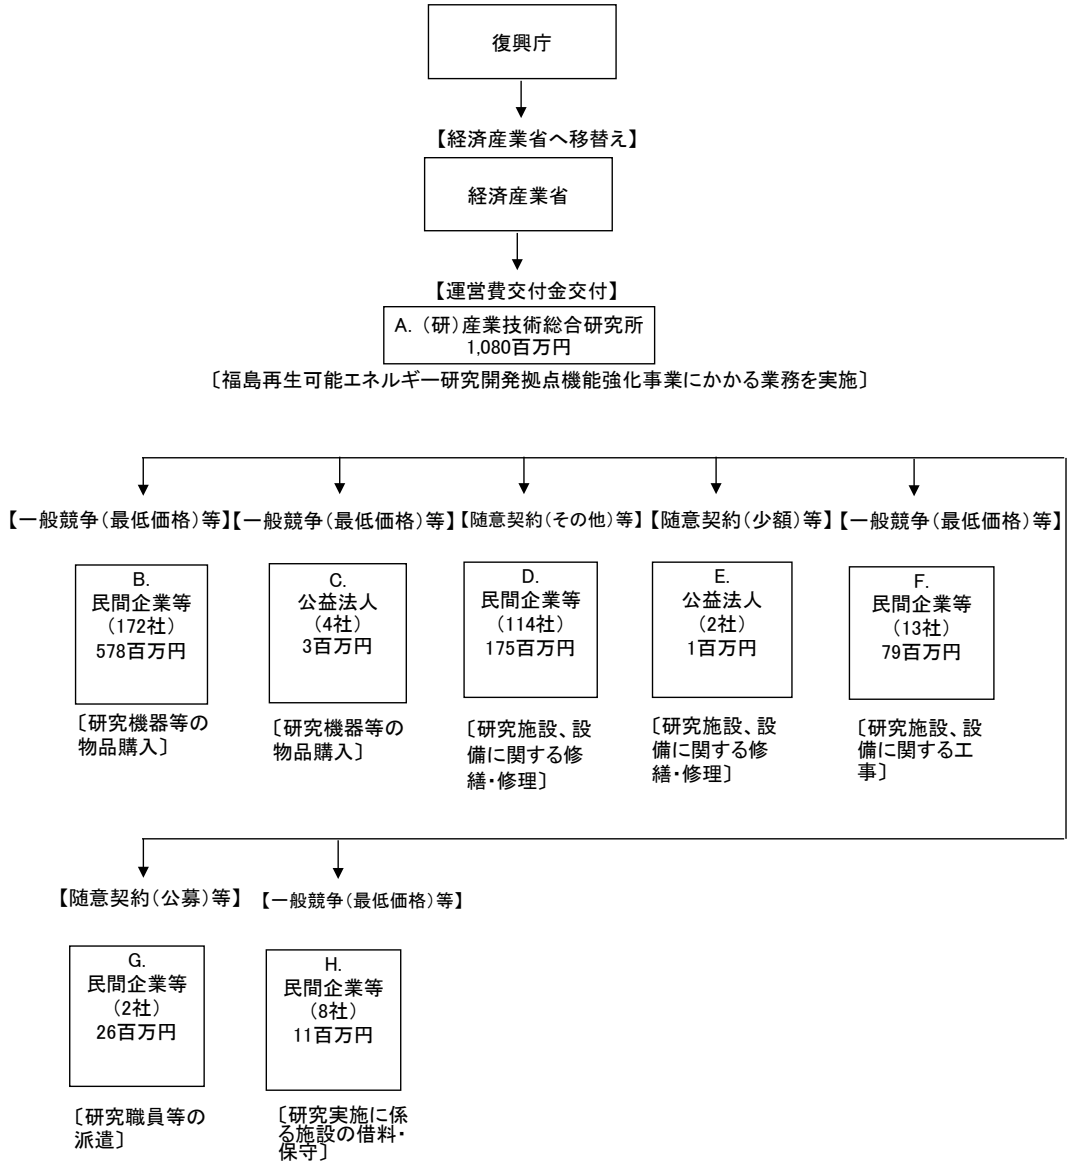 復興庁
【経済産業省へ移替え】
経済産業省
【運営費交付金交付】
A.（研）産業技術総合研究所
1,080百万円
〔福島再生可能エネルギー研究開発拠点機能強化事業にかかる業務を実施〕
【一般競争（最低価格）等】【一般競争（最低価格）等】【随意契約（その他）等】【随意契約（少額）等】【一般競争（最低価格）等】
B.
民間企業等
（172社）
578百万円
〔研究機器等の
物品購入〕
C.
公益法人
（4社）
3百万円
〔研究機器等の
物品購入〕
D.
民間企業等
（114社）
175百万円
〔研究施設、設
備に関する修
繕・修理〕
E.
公益法人
（2社）
1百万円
〔研究施設、設
備に関する修
繕・修理〕
F.
民間企業等
（13社）
79百万円
〔研究施設、設
備に関する工
事〕
【随意契約（公募）等】
【一般競争（最低価格）等】
G.
民間企業等
（2社）
26百万円
〔研究職員等の
派遣〕
H.
民間企業等
（8社）
11百万円
〔研究実施に係
る施設の借料・
保守〕